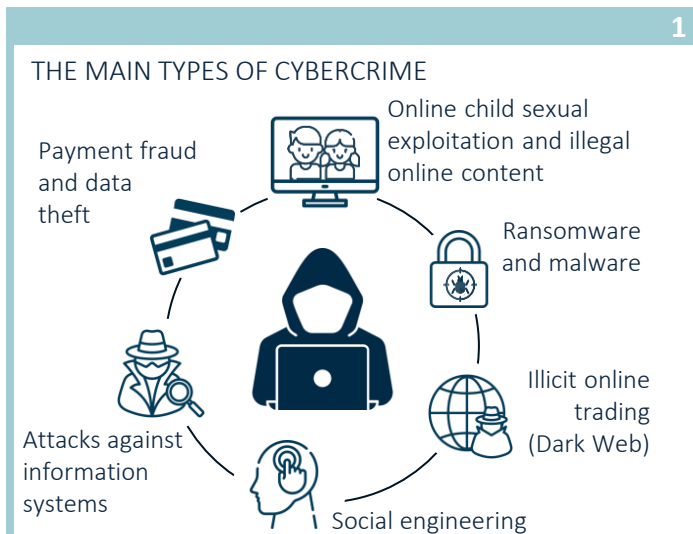 1
THE MAIN TYPES OF CYBERCRIME
Online child sexual
exploitation and illegal
online content
Payment fraud
and data
theft
Ransomware
and malware
Illicit online
trading
(Dark Web)
Attacks against
information
systems
Social engineering